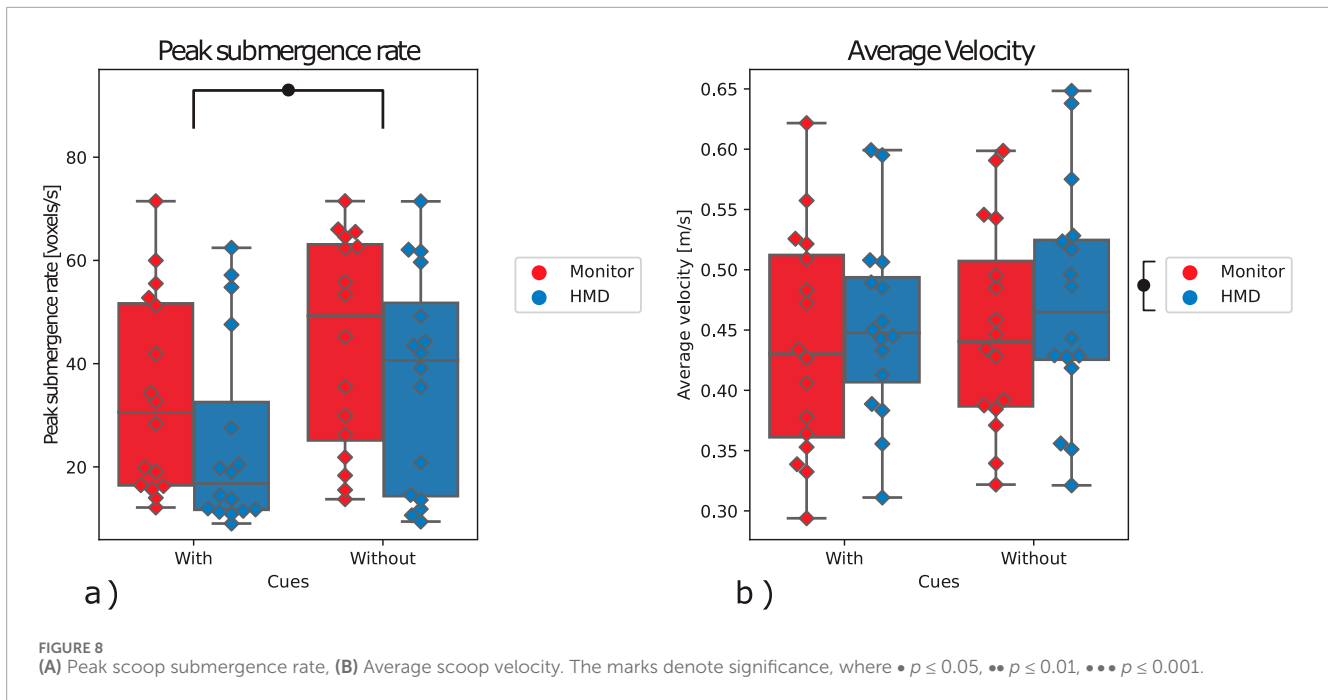 Peak submergence rate
Peak submergence rate [voxels/s]
80
60
40
20
With
Without
Cues
a)
Monitor
HMD
Average Velocity
Average velocity [m/s]
0.65
0.60
0.55
0.50
0.45
0.40
0.35
0.30
With
Without
Cues
b)
Monitor
HMD
FIGURE 8
(A) Peak scoop submergence rate, (B) Average scoop velocity. The marks denote significance, where • p ≤ 0.05, •• p ≤ 0.01, ••• p ≤ 0.001.